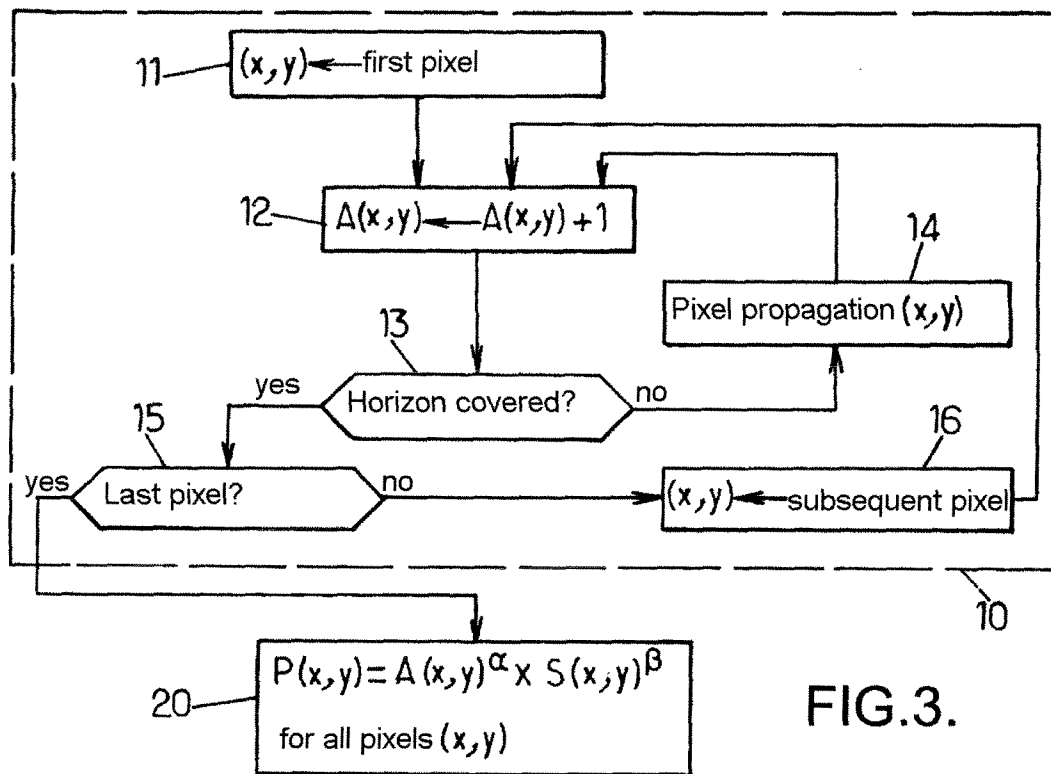 11
(x,y)←first pixel
12
A(x,y)←A(x,y)+1
14
Pixel propagation (x,y)
13
yes
Horizon covered?
no
15
16
yes
Last pixel?
no
(x,y)←subsequent pixel
10
20
P(x,y)=A(x,y)^α x S(x,y)^β
for all pixels (x,y)
FIG.3.